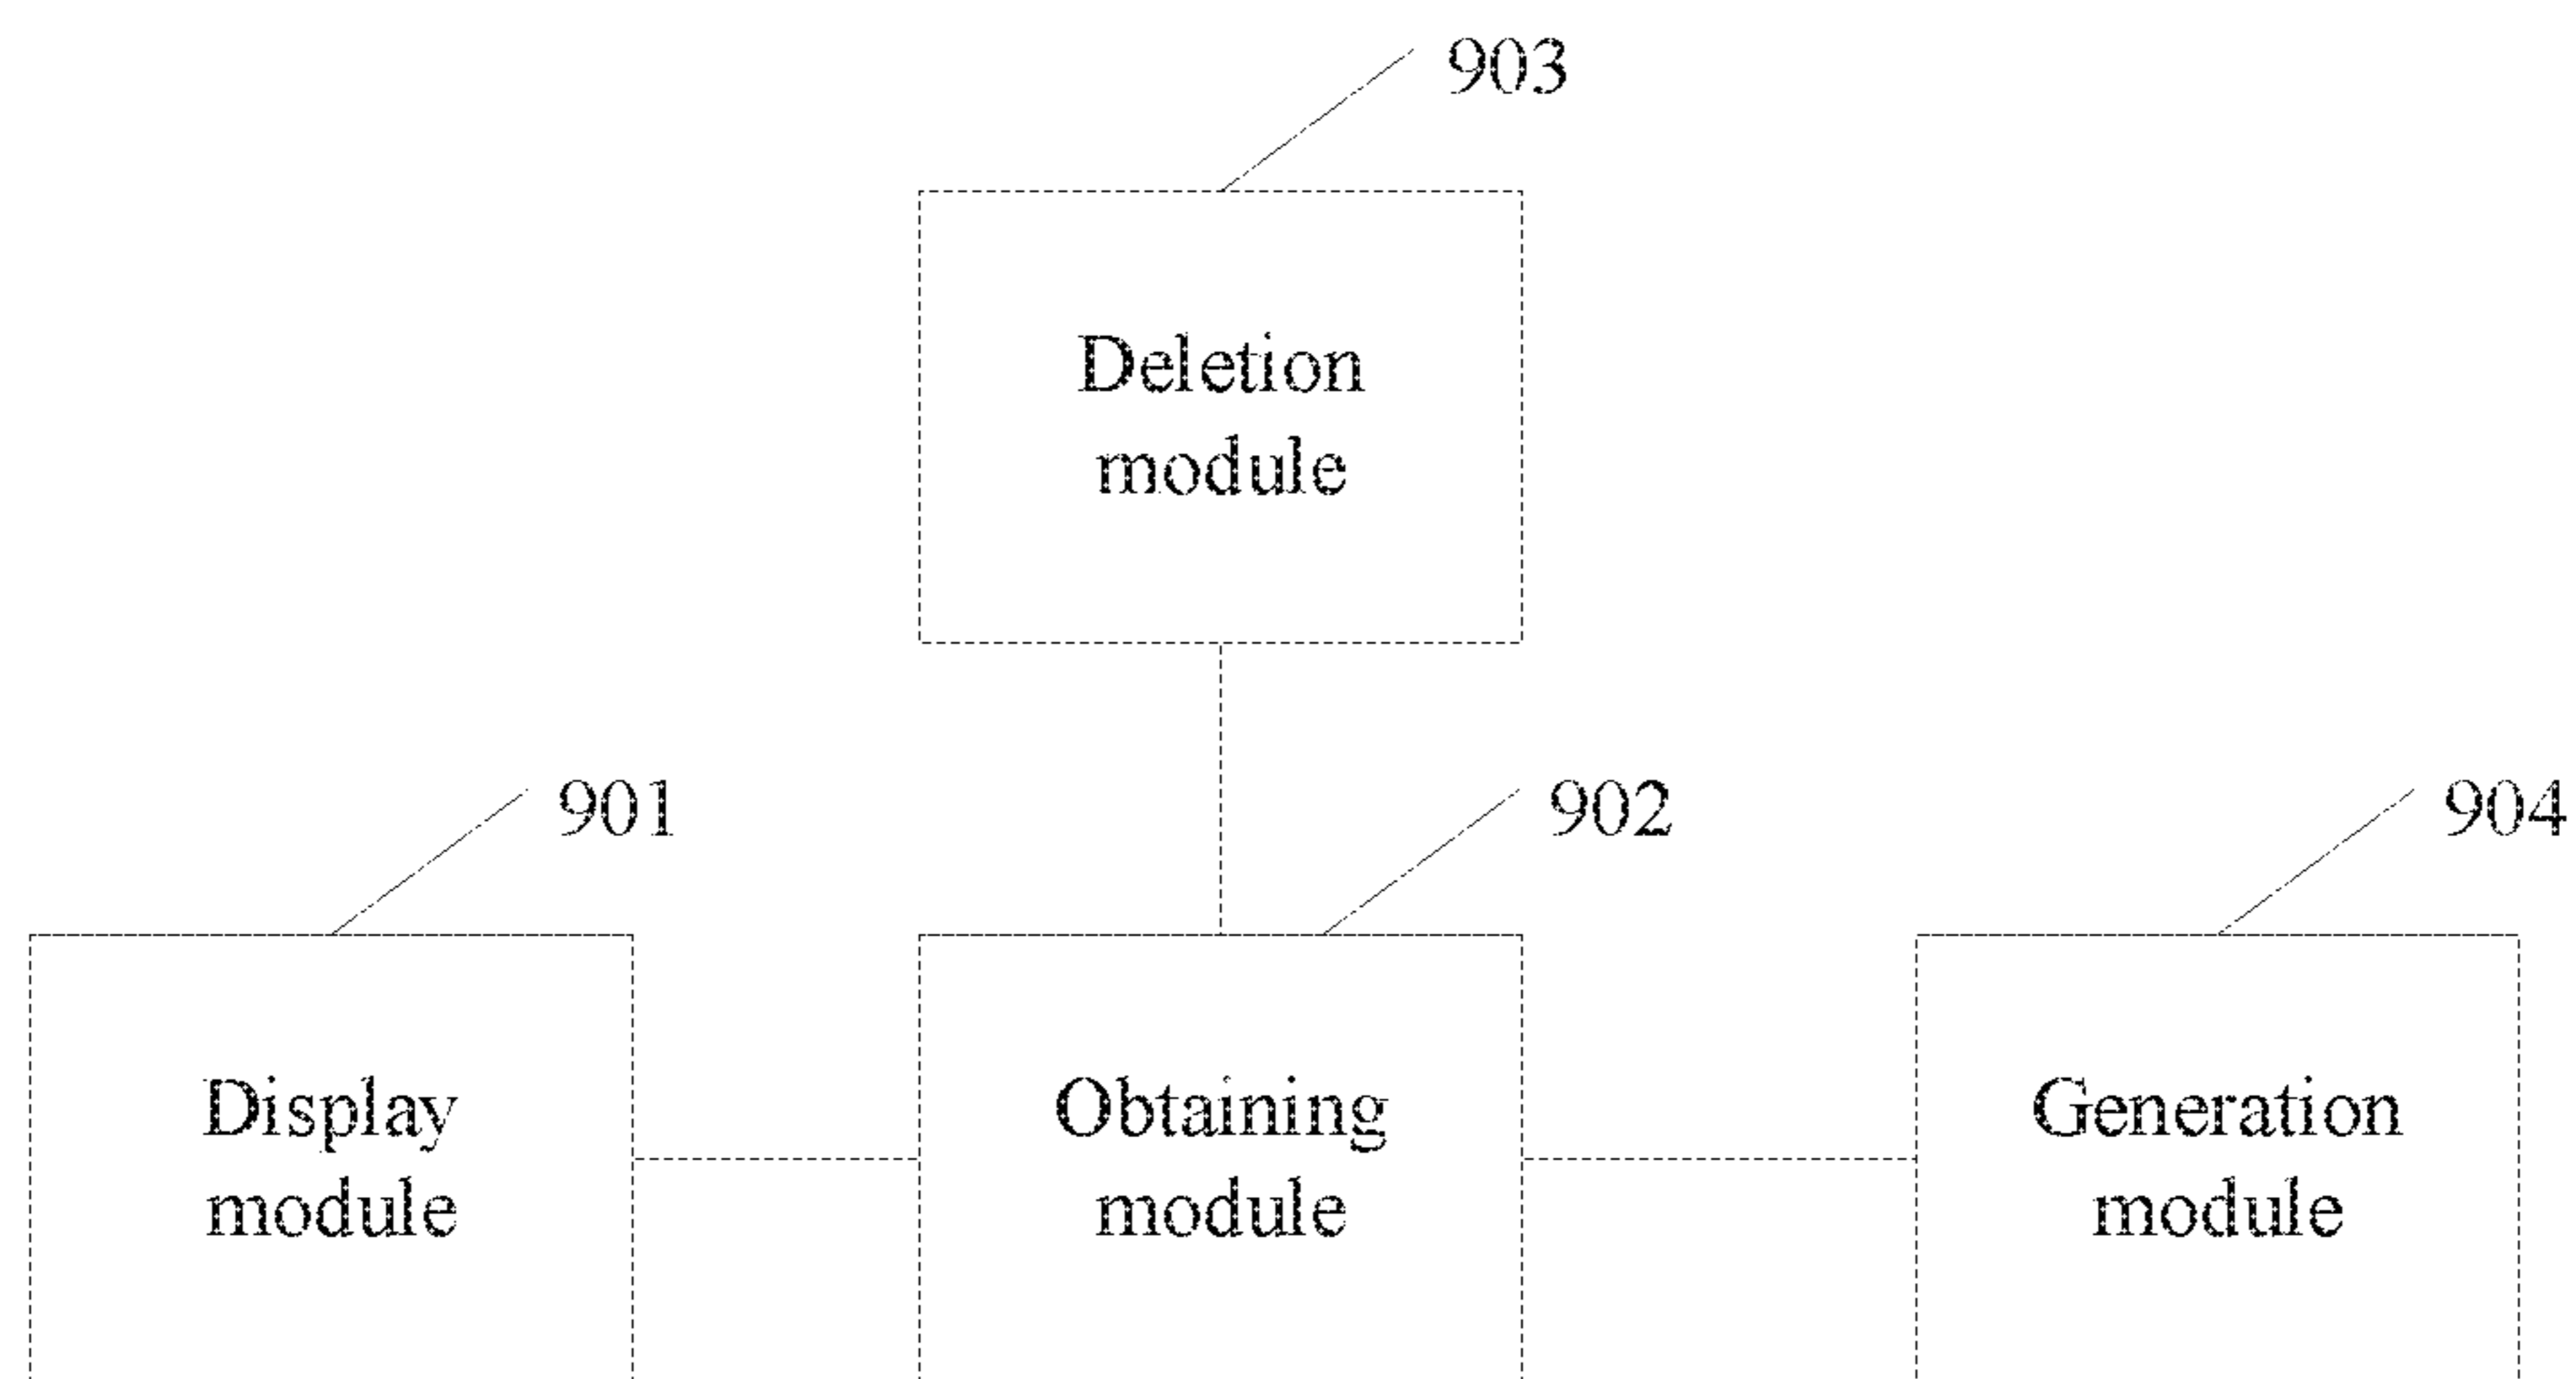 903
Deletion
module
901
902
904
Display
module
Obtaining
module
Generation
module